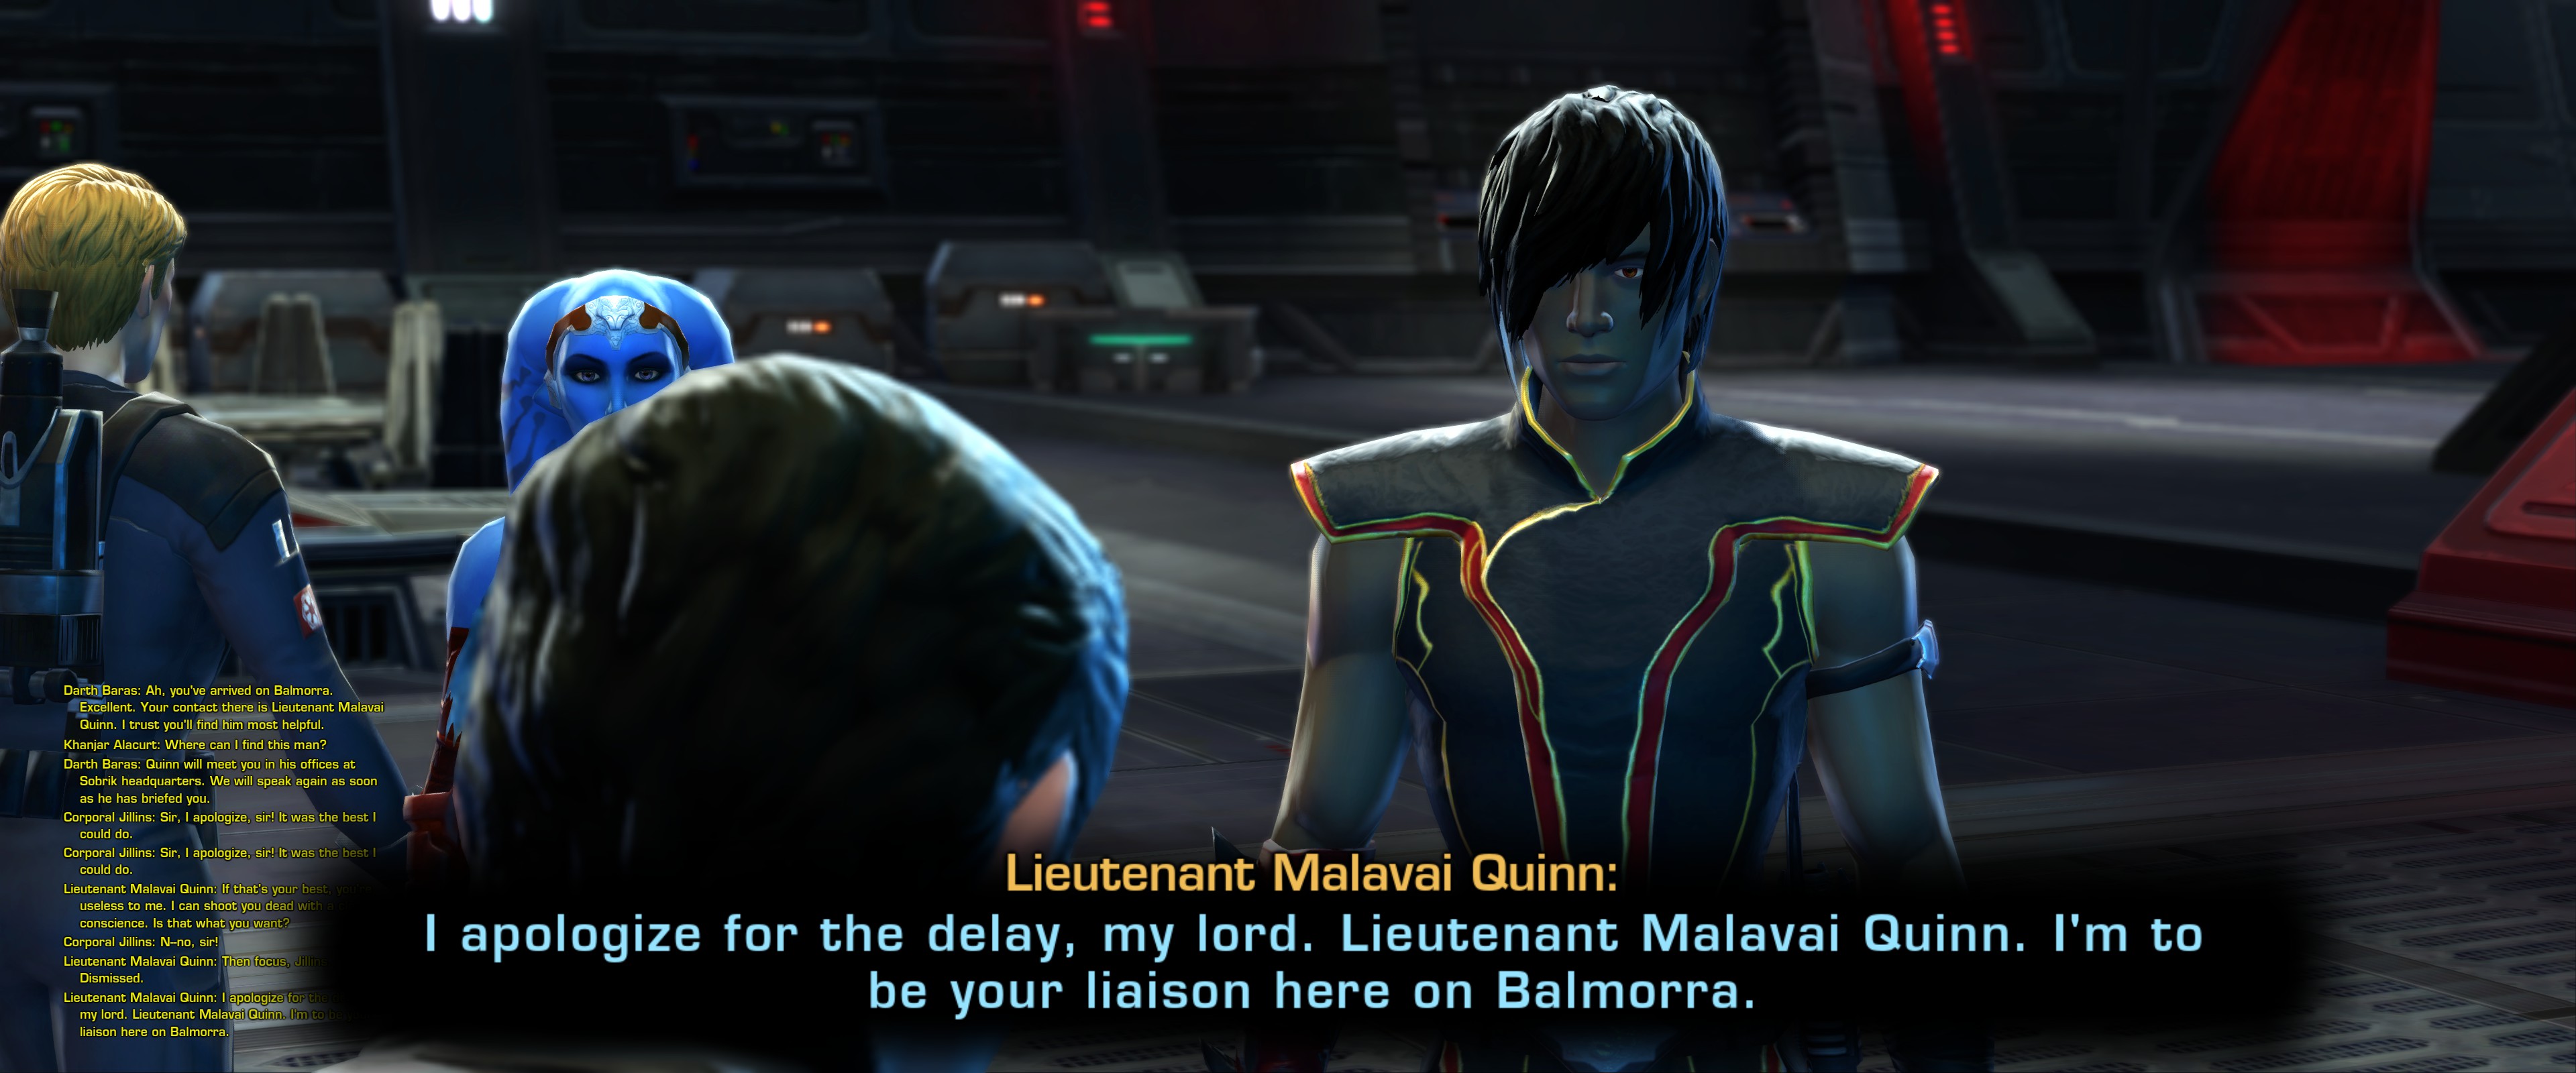 Darth Baras: Ah, you've arrived on Balmorra.
Excellent. Your contact there is Lieutenant Malavai
Quinn. I trust you'll find him most helpful.
Khanjar Alacurt: Where can I find this man?
Darth Baras: Quinn will meet you in his offices at
Sobrik headquarters. We will speak again as soon
as he has briefed you.
Corporal Jillins: Sir, I apologize, sir! It was the best I
could do.
Corporal Jillins: Sir, I apologize, sir! It was the best I
could do.
Lieutenant Malavai Quinn: If that's your best, you're
useless to me. I can shoot you dead with a
conscience. Is that what you want?
Corporal Jillins: N–no, sir!
Lieutenant Malavai Quinn: Then focus, Jillins.
Dismissed.
Lieutenant Malavai Quinn: I apologize for the
my lord. Lieutenant Malavai Quinn. I'm to be
liaison here on Balmorra.
Lieutenant Malavai Quinn:
I apologize for the delay, my lord. Lieutenant Malavai Quinn. I'm to
be your liaison here on Balmorra.